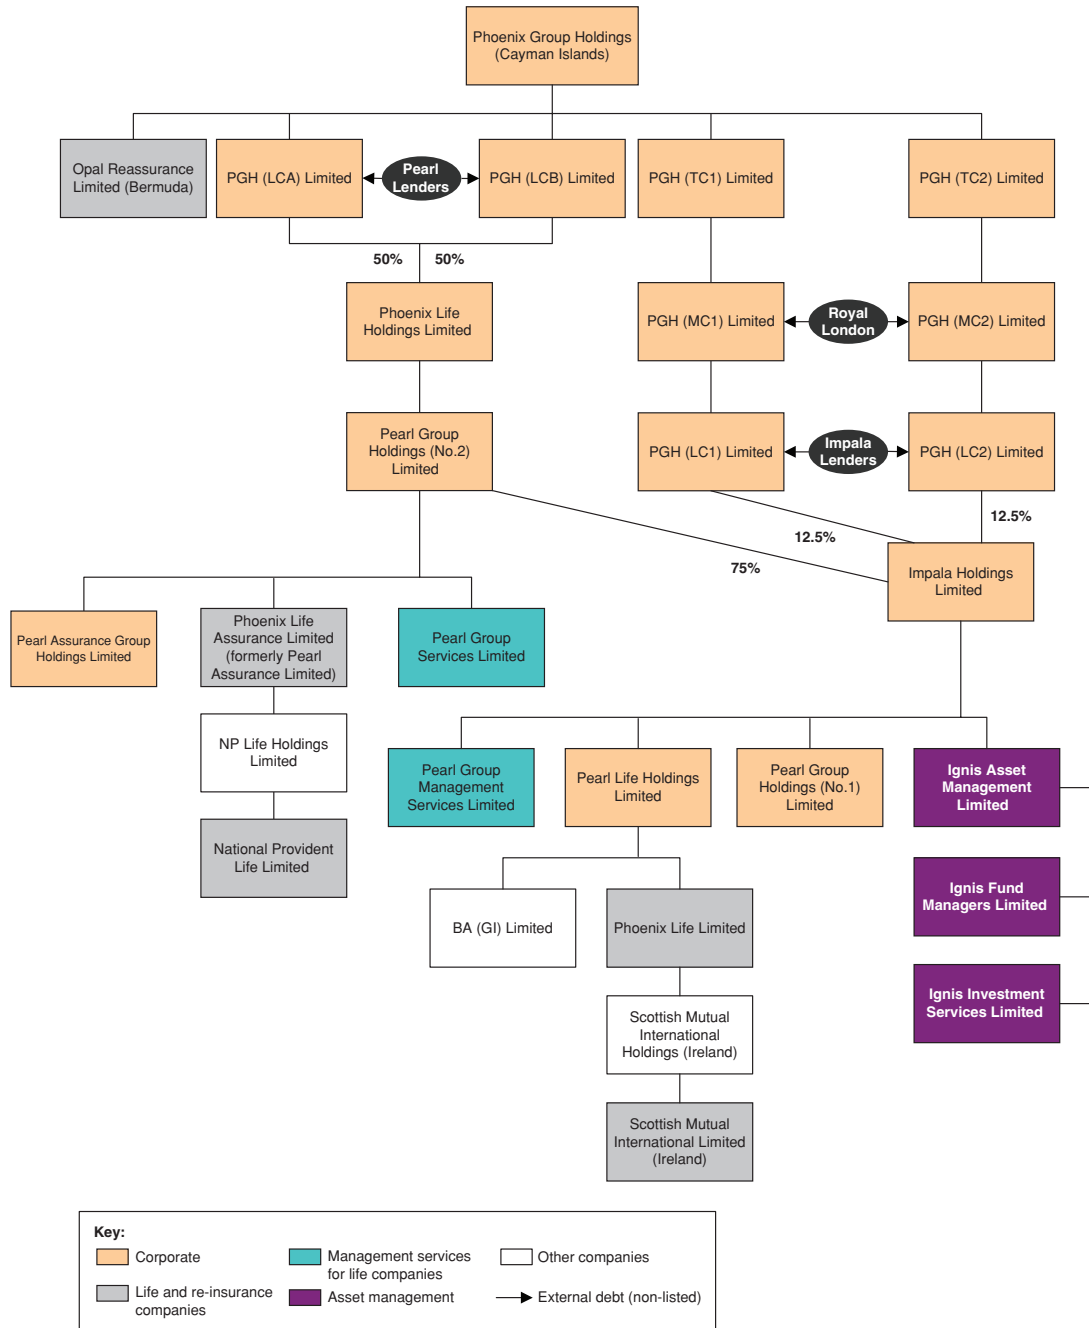 Phoenix Group Holdings
(Cayman Islands)
Opal Reassurance
Limited (Bermuda)
PGH (LCA) Limited
Pearl
Lenders
PGH (LCB) Limited
PGH (TC1) Limited
PGH (TC2) Limited
50%
50%
Phoenix Life
Holdings Limited
PGH (MC1) Limited
Royal
London
PGH (MC2) Limited
Pearl Group
Holdings (No.2)
Limited
PGH (LC1) Limited
Impala
Lenders
PGH (LC2) Limited
12.5%
12.5%
75%
Impala Holdings
Limited
Pearl Assurance Group
Holdings Limited
Phoenix Life
Assurance Limited
(formerly Pearl
Assurance Limited)
Pearl Group
Services Limited
NP Life Holdings
Limited
National Provident
Life Limited
Pearl Group
Management
Services Limited
Pearl Life Holdings
Limited
Pearl Group
Holdings (No.1)
Limited
Ignis Asset
Management
Limited
BA (GI) Limited
Phoenix Life Limited
Ignis Fund
Managers Limited
Scottish Mutual
International
Holdings (Ireland)
Ignis Investment
Services Limited
Scottish Mutual
International Limited
(Ireland)
Key:
Corporate
Management services
for life companies
Other companies
Life and re-insurance
companies
Asset management
External debt (non-listed)